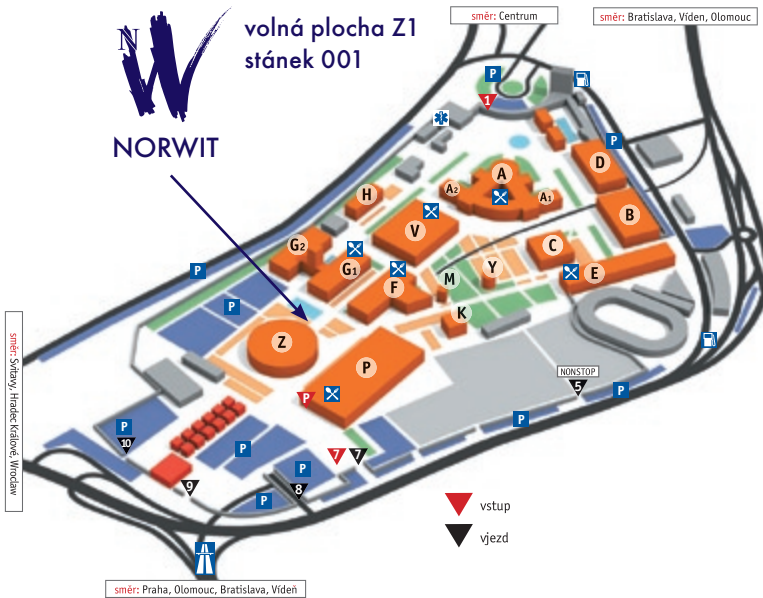 N
volná plocha Z1
stánek 001
NORWIT
směr: Centrum
směr: Bratislava, Víden, Olomouc
P
1
P
D
A
A2
A1
H
B
V
G2
C
G1
Y
E
M
F
P
P
K
Z
P
NONSTOP
5
P
P
P
P
10
P
7
7
P
9
8
P
směr: Svitavy, Hradec Králové, Wroclaw
vstup
vjezd
směr: Praha, Olomouc, Bratislava, Vídeň